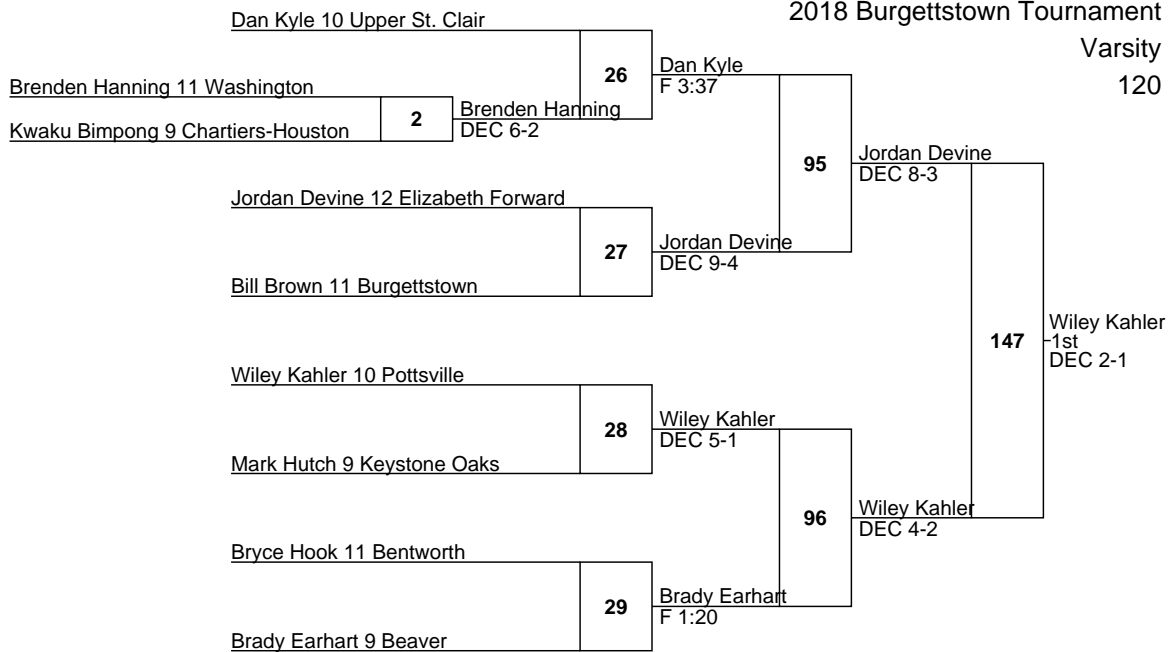 2018 Burgettstown Tournament
Varsity
120
Dan Kyle 10 Upper St. Clair
26
Dan Kyle
F 3:37
Brenden Hanning 11 Washington
2
Brenden Hanning
DEC 6-2
Kwaku Bimpong 9 Chartiers-Houston
95
Jordan Devine
DEC 8-3
Jordan Devine 12 Elizabeth Forward
27
Jordan Devine
DEC 9-4
Bill Brown 11 Burgettstown
147
Wiley Kahler
1st
DEC 2-1
Wiley Kahler 10 Pottsville
28
Wiley Kahler
DEC 5-1
Mark Hutch 9 Keystone Oaks
96
Wiley Kahler
DEC 4-2
Bryce Hook 11 Bentworth
29
Brady Earhart
F 1:20
Brady Earhart 9 Beaver